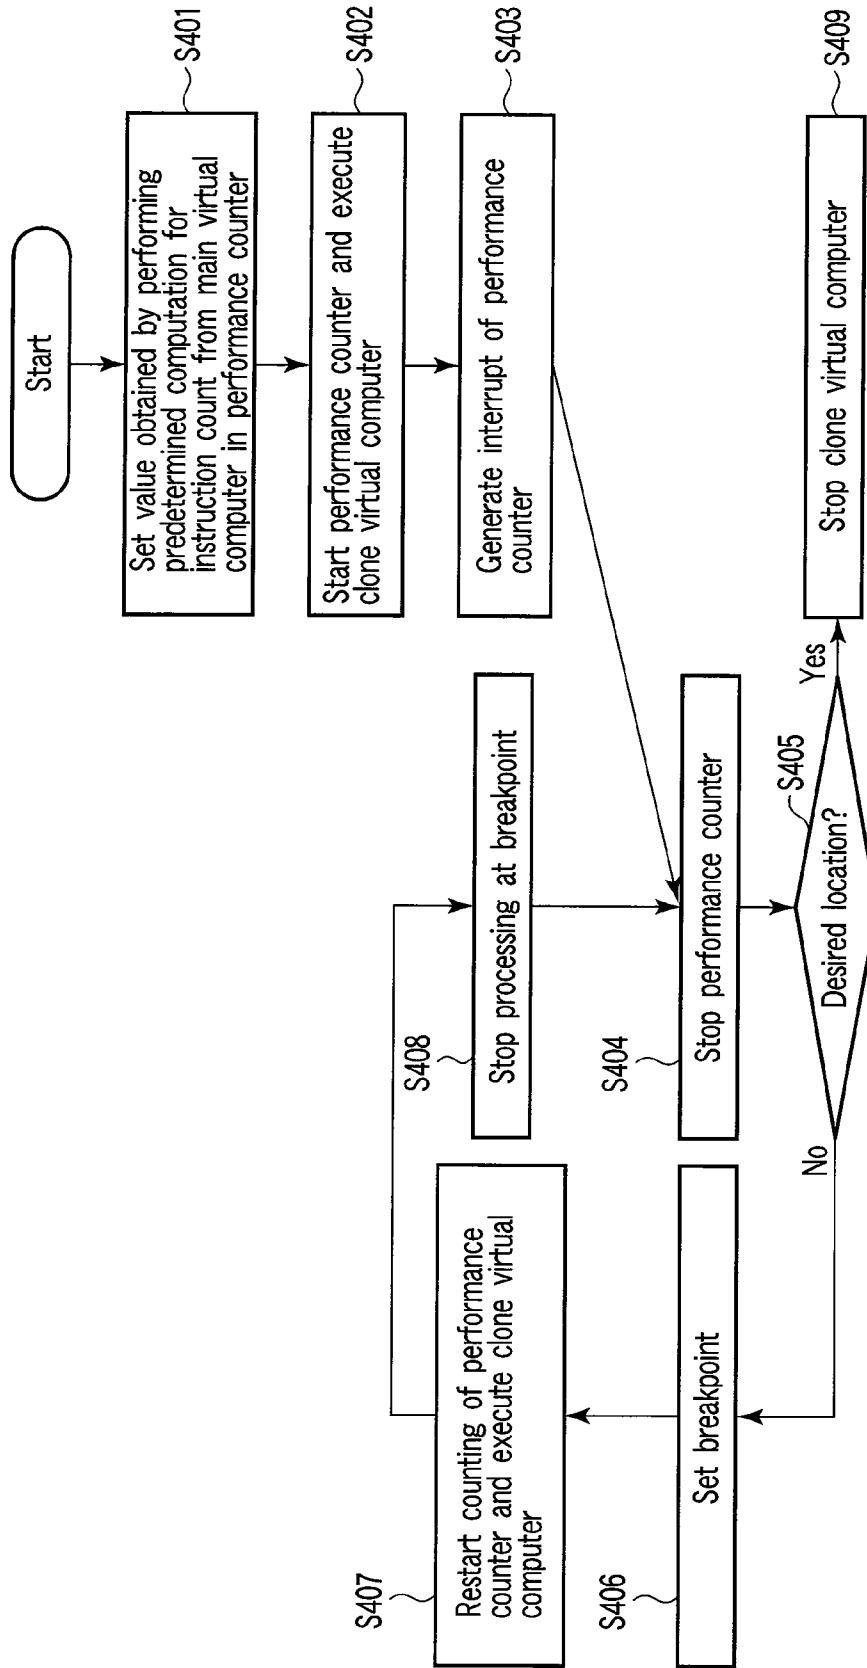 Start
S401
Set value obtained by performing
predetermined computation for
instruction count from main virtual
computer in performance counter
S402
Start performance counter and execute
clone virtual computer
S403
Generate interrupt of performance
counter
S407
Restart counting of performance
counter and execute clone virtual
computer
S408
Stop processing at breakpoint
S404
Stop performance counter
S406
Set breakpoint
S405
Desired location?
No
Yes
S409
Stop clone virtual computer